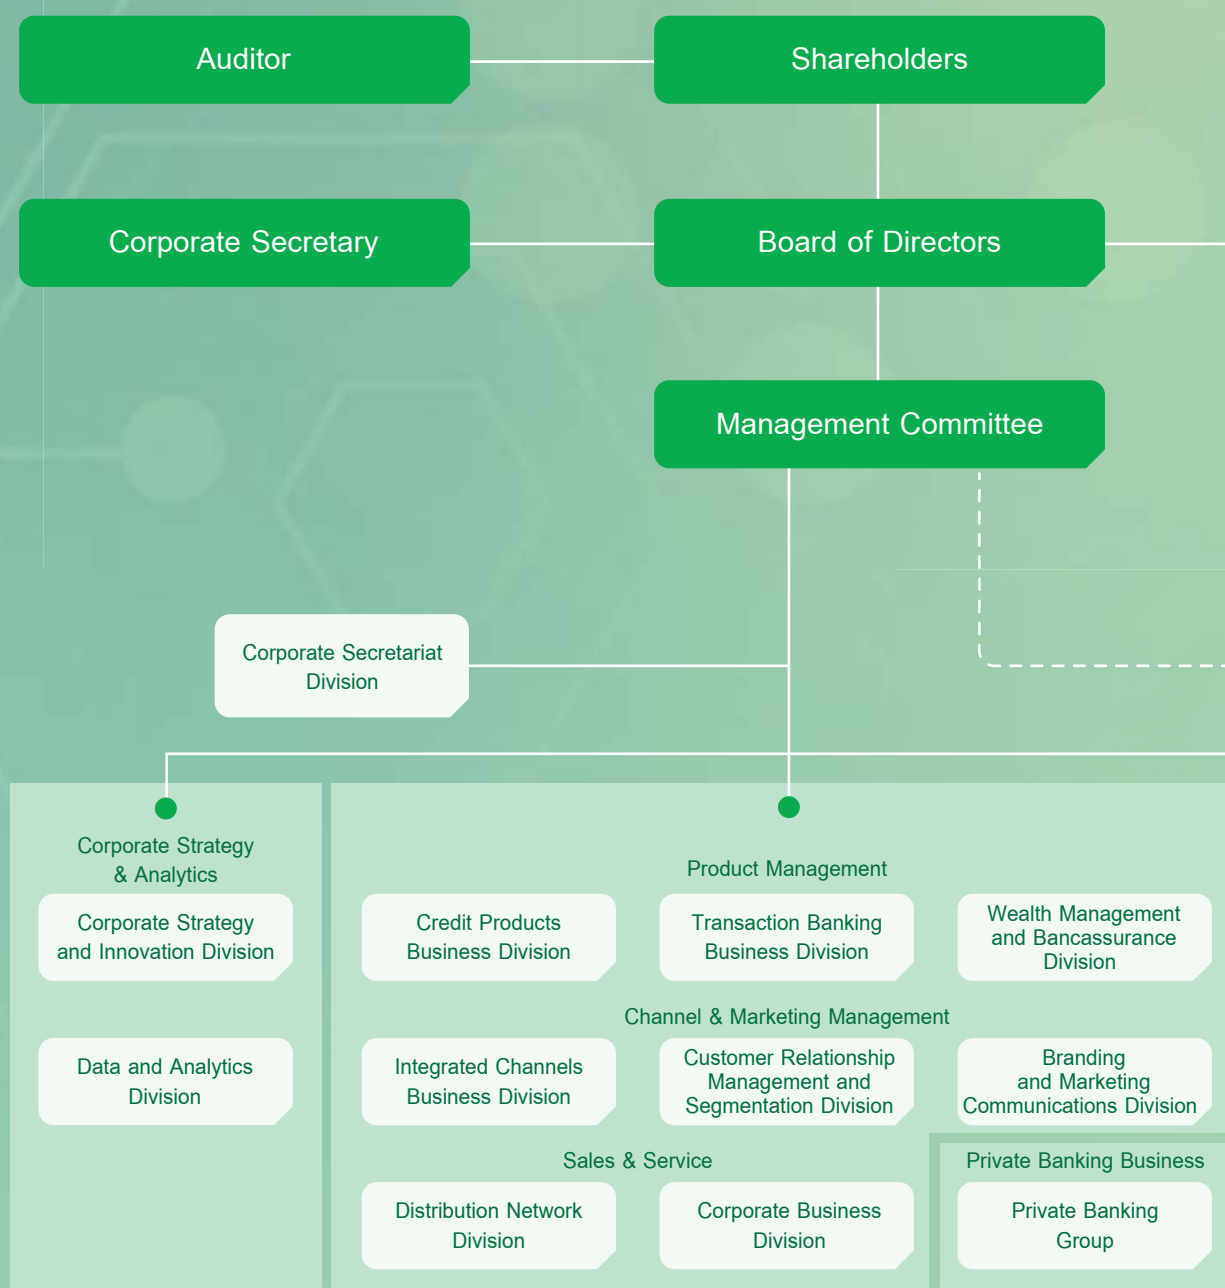 Auditor
Shareholders
Corporate Secretary
Board of Directors
Management Committee
Corporate Secretariat
Division
Corporate Strategy
& Analytics
Corporate Strategy
and Innovation Division
Data and Analytics
Division
Product Management
Credit Products
Business Division
Transaction Banking
Business Division
Wealth Management
and Bancassurance
Division
Channel & Marketing Management
Integrated Channels
Business Division
Customer Relationship
Management and
Segmentation Division
Branding
and Marketing
Communications Division
Sales & Service
Distribution Network
Division
Corporate Business
Division
Private Banking Business
Private Banking
Group